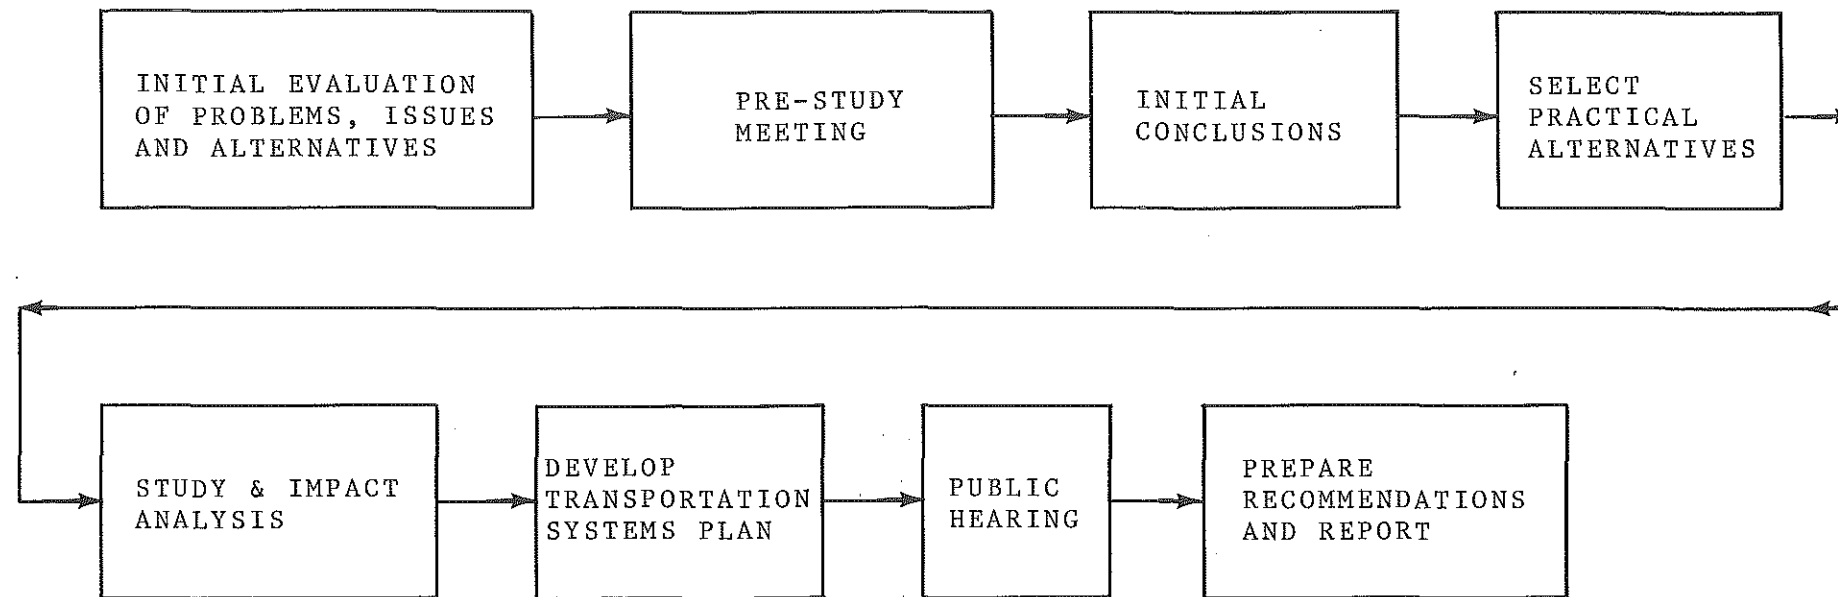 INITIAL EVALUATION
OF PROBLEMS, ISSUES
AND ALTERNATIVES
PRE-STUDY
MEETING
INITIAL
CONCLUSIONS
SELECT
PRACTICAL
ALTERNATIVES
STUDY & IMPACT
ANALYSIS
DEVELOP
TRANSPORTATION
SYSTEMS PLAN
PUBLIC
HEARING
PREPARE
RECOMMENDATIONS
AND REPORT